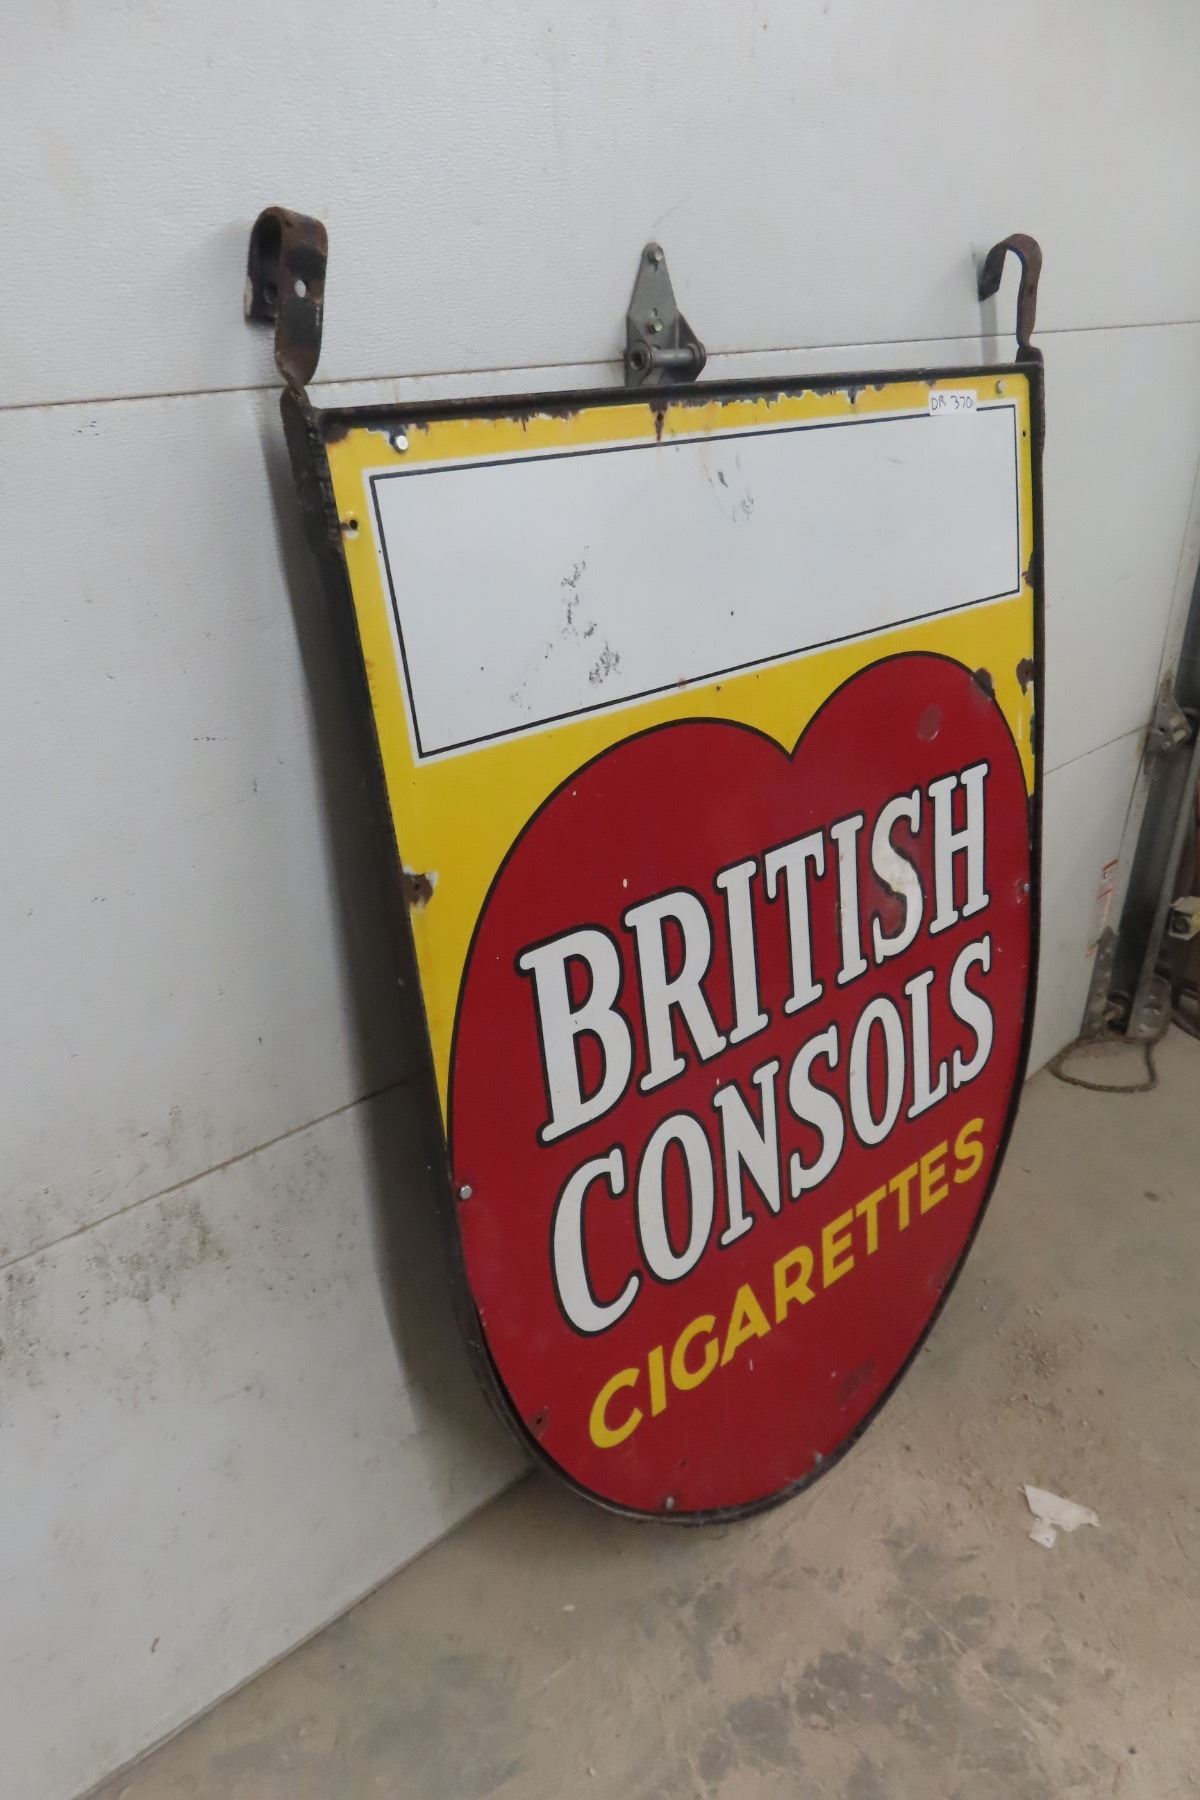 DR 370
BRITISH
CONSOLS
CIGARETTES